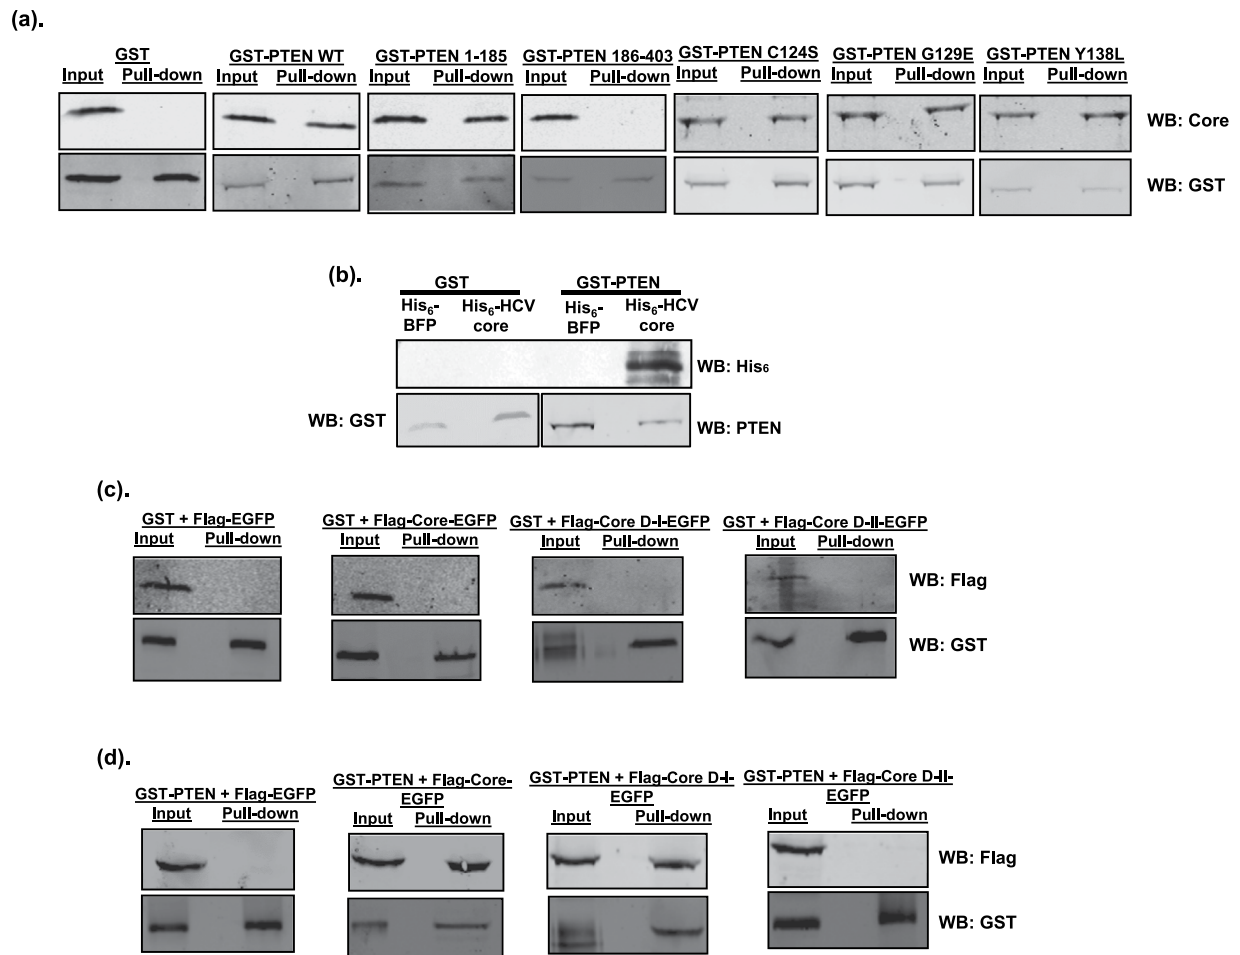 (a).
GST GST-PTEN WT GST-PTEN 1-185 GST-PTEN 186-403 GST-PTEN C124S GST-PTEN G129E GST-PTEN Y138L
Input Pull-down Input Pull-down Input Pull-down Input Pull-down Input Pull-down Input Pull-down Input Pull-down
WB: Core
WB: GST
(b).
GST GST-PTEN
His6- His6-HCV His6- His6-HCV
BFP core BFP core
WB: His6
WB: GST WB: PTEN
(c).
GST + Flag-EGFP GST + Flag-Core-EGFP GST + Flag-Core D-I-EGFP GST + Flag-Core D-II-EGFP
Input Pull-down Input Pull-down Input Pull-down Input Pull-down
WB: Flag
WB: GST
(d).
GST-PTEN + Flag-EGFP GST-PTEN + Flag-Core- GST-PTEN + Flag-Core D-I- GST-PTEN + Flag-Core D-II-
EGFP EGFP EGFP
Input Pull-down Input Pull-down Input Pull-down Input Pull-down
WB: Flag
WB: GST